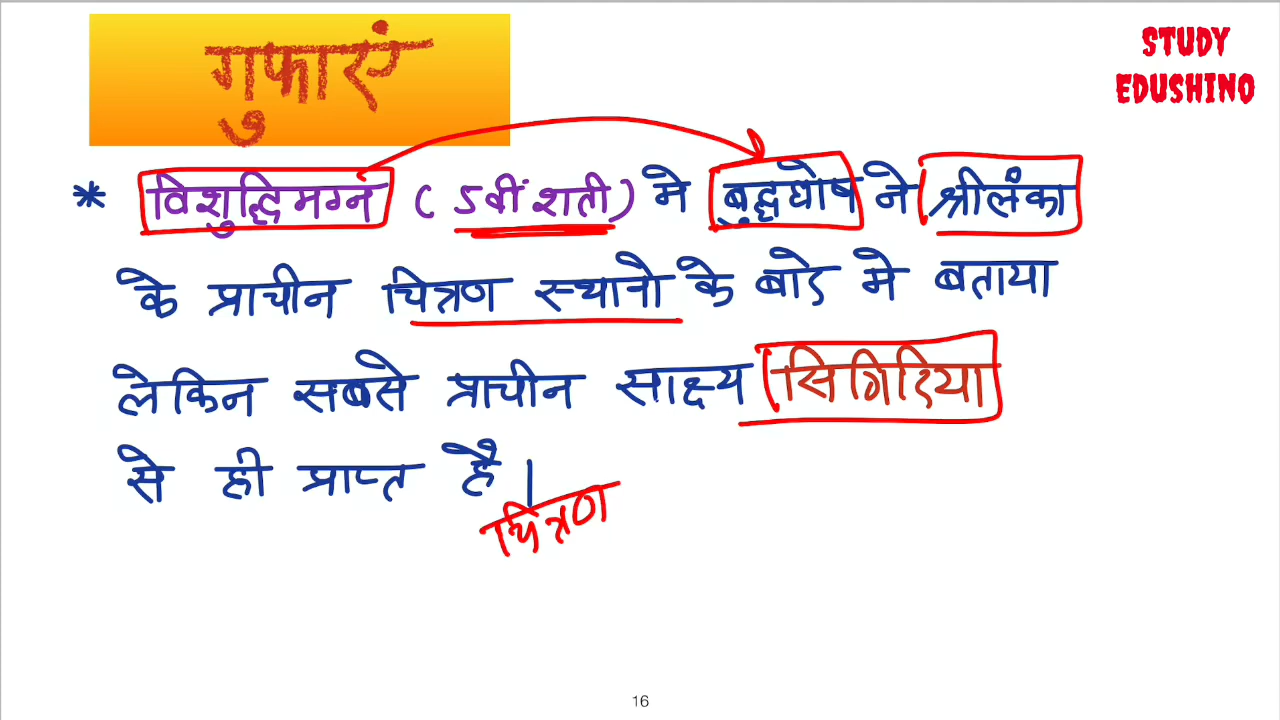 गुफाएं
STUDY
EDUSHINO
* विशुद्धिमग्नं (5वीं शती) मे बुद्धघोष ने श्रीलंका
के प्राचीन चित्रण स्थानो के बारे मे बताया
लेकिन सबसे प्राचीन साक्ष्य सिगिरिया
से ही प्राप्त है।
चित्रण
16